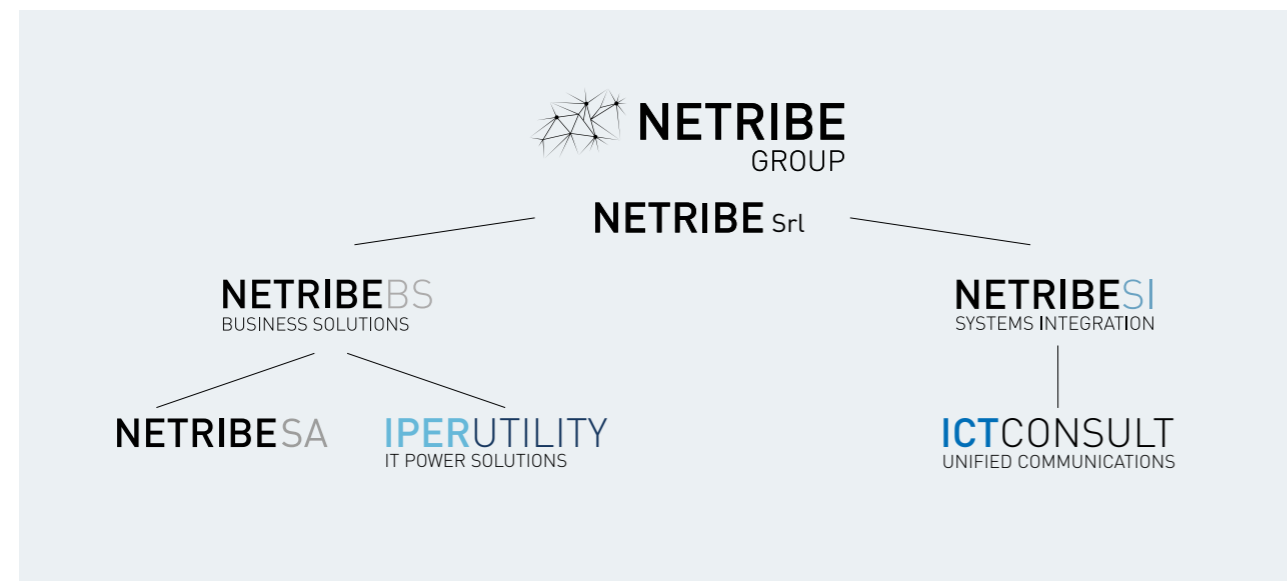 NETRIBE
GROUP
NETRIBE Srl
NETRIBEBS
BUSINESS SOLUTIONS
NETRIBESI
SYSTEMS INTEGRATION
NETRIBESA
IPERUTILITY
IT POWER SOLUTIONS
ICTCONSULT
UNIFIED COMMUNICATIONS